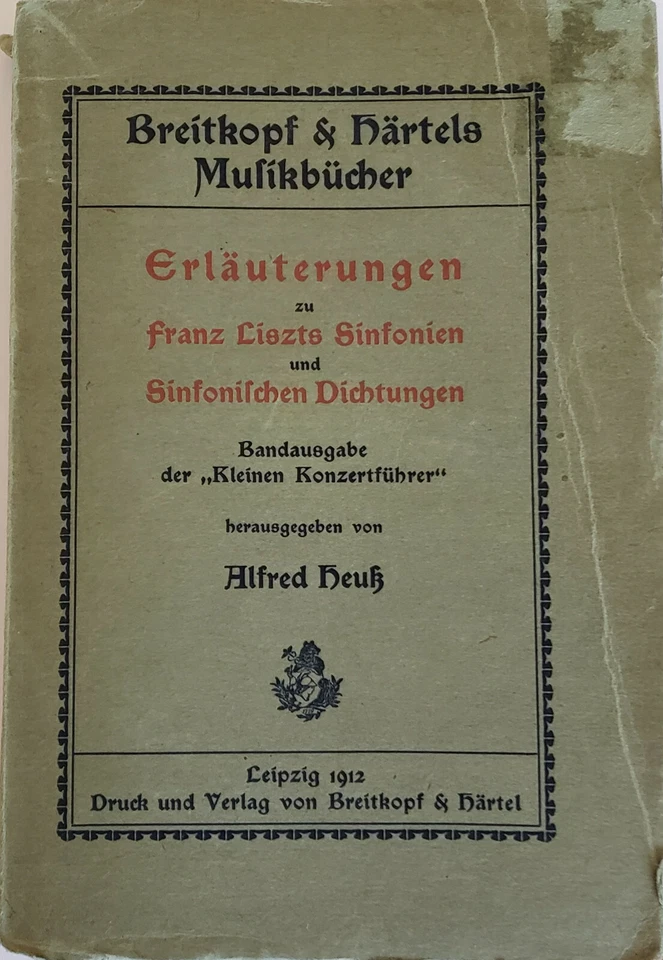 Breitkopf & Härtels
Muſikbücher
Erläuterungen
zu
Franz Liszts Sinfonien
und
Sinfoniſchen Dichtungen
Bandausgabe
der „Kleinen Konzertführer“
herausgegeben von
Alfred Heuß
Leipzig 1912
Druck und Verlag von Breitkopf & Härtel